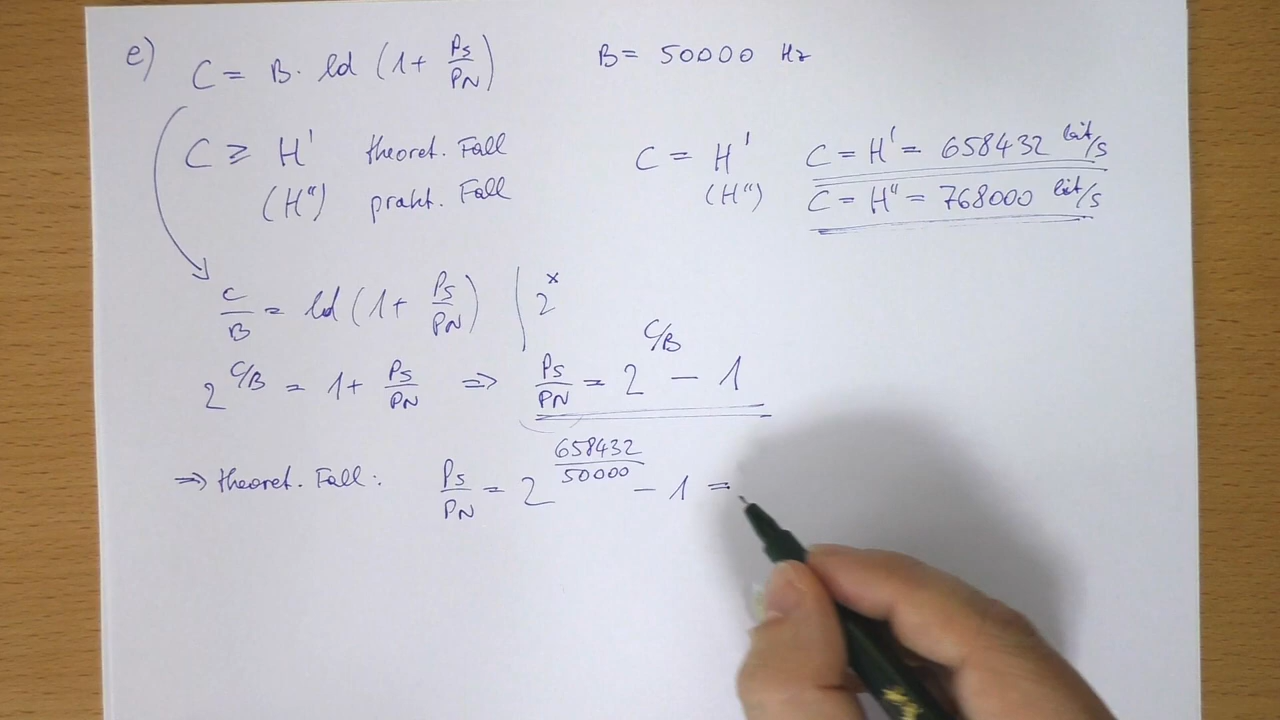 e) C = B · ld (1 + PS/PN) B = 50000 Hz
C ≥ H' theoret. Fall C = H' C = H' = 658432 bit/s
(H") prakt. Fall (H") C = H" = 768000 bit/s
C/B = ld (1 + PS/PN) | 2^x
2^C/B = 1 + PS/PN ⇒ PS/PN = 2^C/B − 1
⇒ theoret. Fall: PS/PN = 2^658432/50000 − 1 =